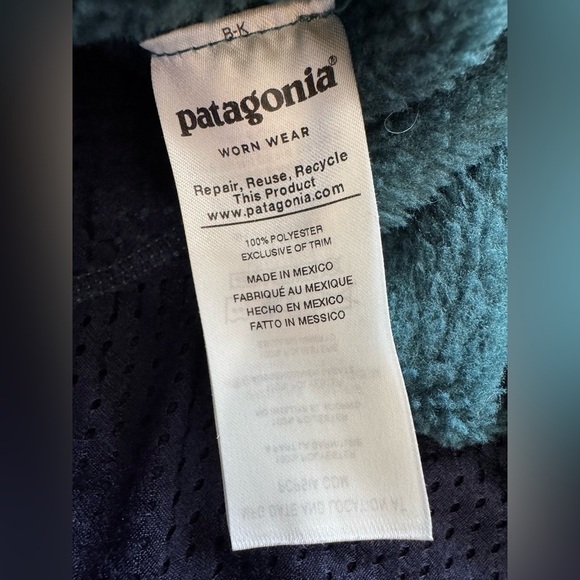 B-K
patagonia®
WORN WEAR
Repair, Reuse, Recycle
This Product
www.patagonia.com
100% POLYESTER
EXCLUSIVE OF TRIM
MADE IN MEXICO
FABRIQUÉ AU MEXIQUE
HECHO EN MEXICO
FATTO IN MESSICO